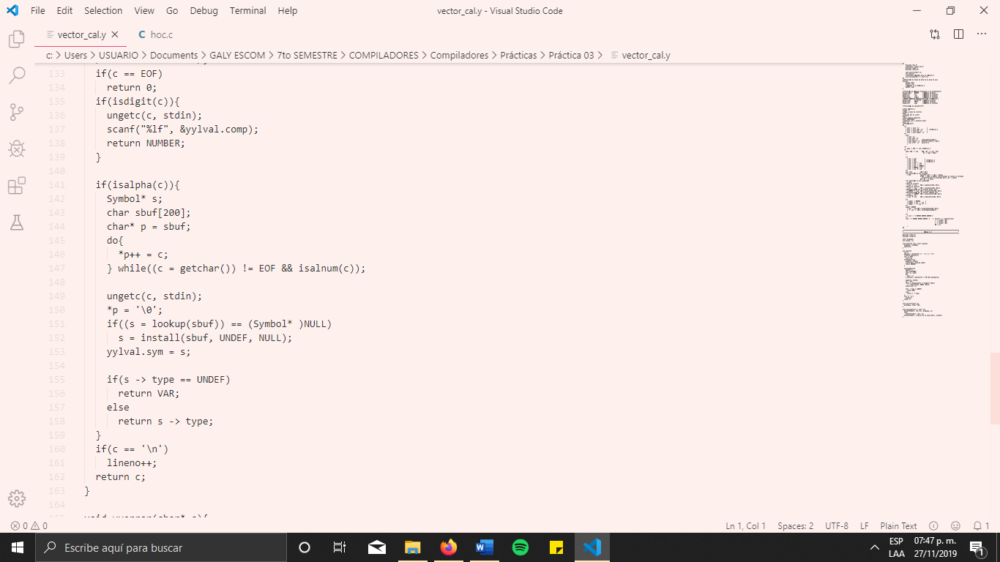 File Edit Selection View Go Debug Terminal Help
vector_cal.y - Visual Studio Code
vector_cal.y
C hoc.c
c: > Users > USUARIO > Documents > GALY ESCOM > 7to SEMESTRE > COMPILADORES > Compiladores > Prácticas > Práctica 03 > vector_cal.y
133 if(c == EOF)
134 return 0;
135 if(isdigit(c)){
136 ungetc(c, stdin);
137 scanf("%lf", &yylval.comp);
138 return NUMBER;
139 }
140
141 if(isalpha(c)){
142 Symbol* s;
143 char sbuf[200];
144 char* p = sbuf;
145 do{
146 *p++ = c;
147 } while((c = getchar()) != EOF && isalnum(c));
148
149 ungetc(c, stdin);
150 *p = '\0';
151 if((s = lookup(sbuf)) == (Symbol* )NULL)
152 s = install(sbuf, UNDEF, NULL);
153 yylval.sym = s;
154
155 if(s -> type == UNDEF)
156 return VAR;
157 else
158 return s -> type;
159 }
160 if(c == '\n')
161 lineno++;
162 return c;
163 }
164
165 void yyerror(char* s){
0 0
Ln 1, Col 1 Spaces: 2 UTF-8 LF Plain Text 1
Escribe aquí para buscar
ESP 07:47 p. m.
LAA 27/11/2019
1